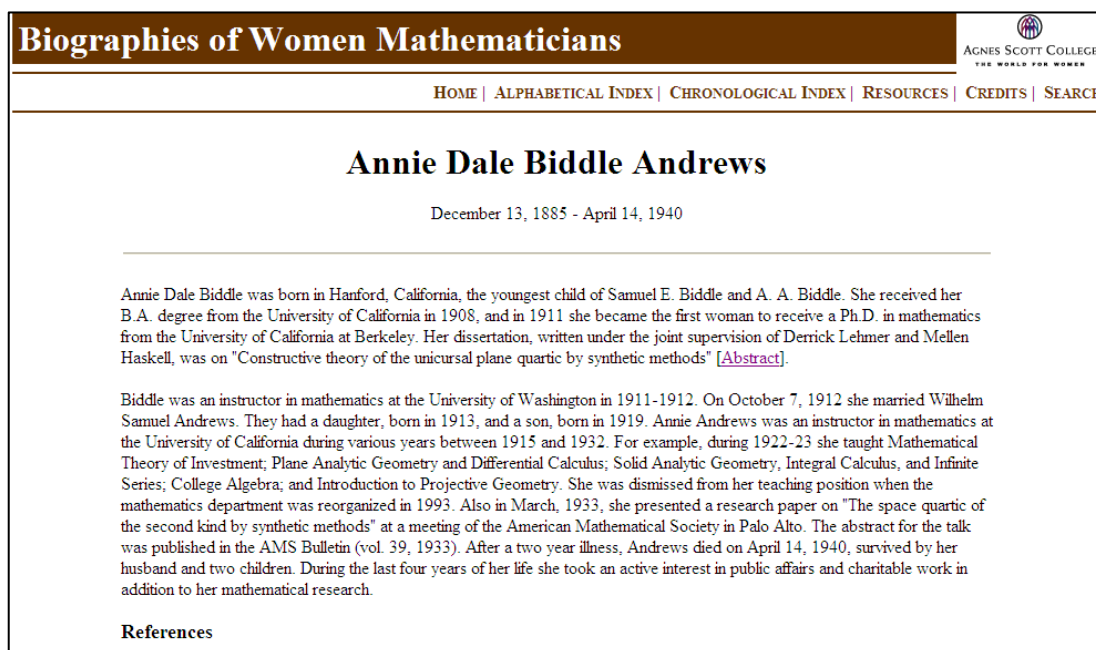 Biographies of Women Mathematicians
AGNES SCOTT COLLEGE
THE WORLD FOR WOMEN
HOME | ALPHABETICAL INDEX | CHRONOLOGICAL INDEX | RESOURCES | CREDITS | SEARCH
Annie Dale Biddle Andrews
December 13, 1885 - April 14, 1940
Annie Dale Biddle was born in Hanford, California, the youngest child of Samuel E. Biddle and A. A. Biddle. She received her
B.A. degree from the University of California in 1908, and in 1911 she became the first woman to receive a Ph.D. in mathematics
from the University of California at Berkeley. Her dissertation, written under the joint supervision of Derrick Lehmer and Mellen
Haskell, was on "Constructive theory of the unicursal plane quartic by synthetic methods" [Abstract].
Biddle was an instructor in mathematics at the University of Washington in 1911-1912. On October 7, 1912 she married Wilhelm
Samuel Andrews. They had a daughter, born in 1913, and a son, born in 1919. Annie Andrews was an instructor in mathematics at
the University of California during various years between 1915 and 1932. For example, during 1922-23 she taught Mathematical
Theory of Investment; Plane Analytic Geometry and Differential Calculus; Solid Analytic Geometry, Integral Calculus, and Infinite
Series; College Algebra; and Introduction to Projective Geometry. She was dismissed from her teaching position when the
mathematics department was reorganized in 1993. Also in March, 1933, she presented a research paper on "The space quartic of
the second kind by synthetic methods" at a meeting of the American Mathematical Society in Palo Alto. The abstract for the talk
was published in the AMS Bulletin (vol. 39, 1933). After a two year illness, Andrews died on April 14, 1940, survived by her
husband and two children. During the last four years of her life she took an active interest in public affairs and charitable work in
addition to her mathematical research.
References